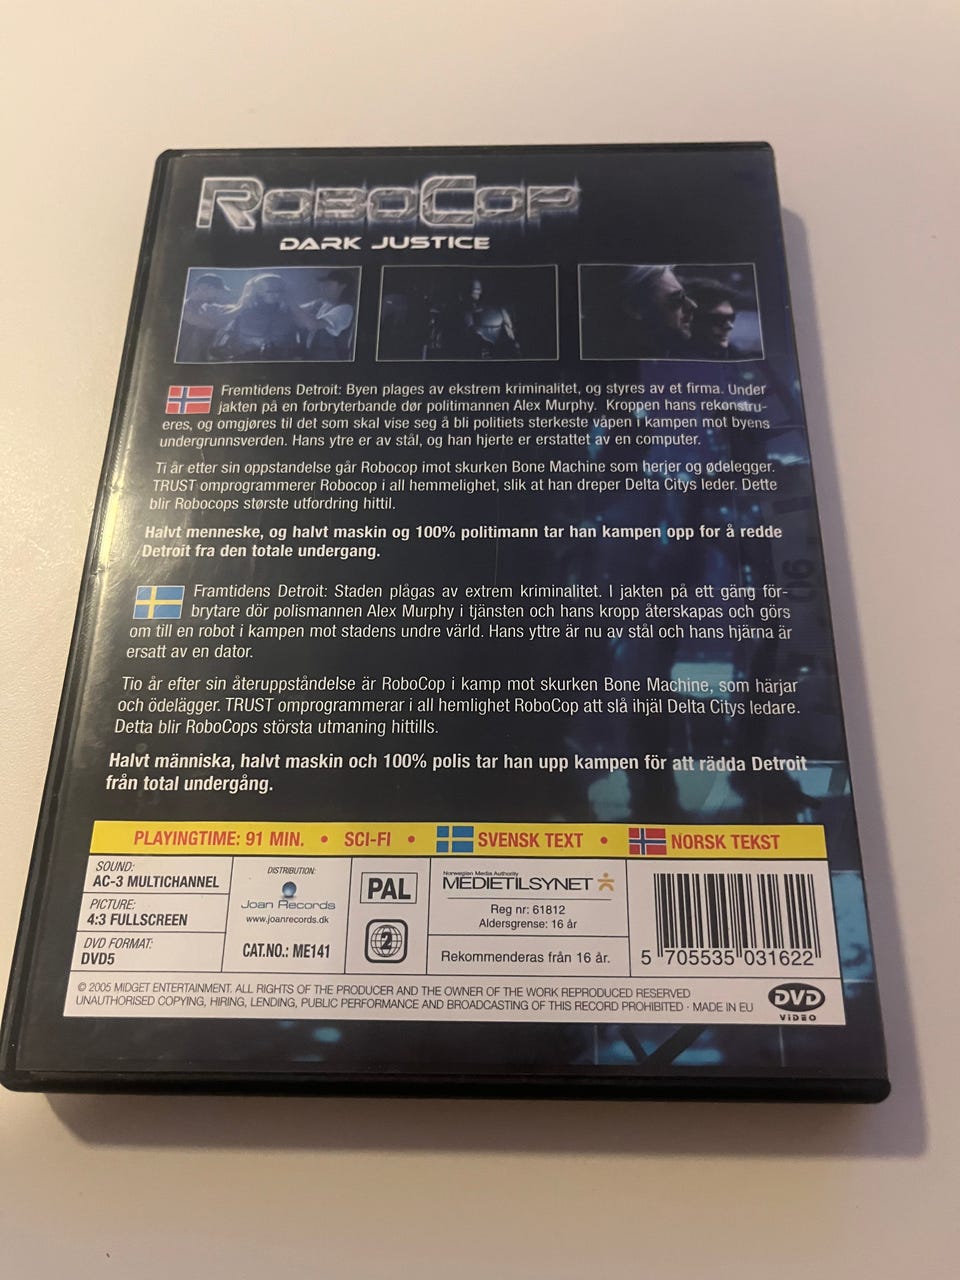 ROBOCOP
DARK JUSTICE
Fremtidens Detroit: Byen plages av ekstrem kriminalitet, og styres av et firma. Under
jakten på en forbryterbande dør politimannen Alex Murphy. Kroppen hans rekonstru-
eres, og omgjøres til det som skal vise seg å bli politiets sterkeste våpen i kampen mot byens
undergrunnsverden. Hans ytre er av stål, og han hjerte er erstattet av en computer.
Ti år etter sin oppstandelse går Robocop imot skurken Bone Machine som herjer og ødelegger.
TRUST omprogrammerer Robocop i all hemmelighet, slik at han dreper Delta Citys leder. Dette
blir Robocops største utfordring hittil.
Halvt menneske, og halvt maskin og 100% politimann tar han kampen opp for å redde
Detroit fra den totale undergang.
Framtidens Detroit: Staden plågas av extrem kriminalitet. I jakten på ett gäng för-
brytare dör polismannen Alex Murphy i tjänsten och hans kropp återskapas och görs
om till en robot i kampen mot stadens undre värld. Hans yttre är nu av stål och hans hjärna är
ersatt av en dator.
Tio år efter sin återuppståndelse är RoboCop i kamp mot skurken Bone Machine, som härjar
och ödelägger. TRUST omprogrammerar i all hemlighet RoboCop att slå ihjäl Delta Citys ledare.
Detta blir RoboCops största utmaning hittills.
Halvt människa, halvt maskin och 100% polis tar han upp kampen för att rädda Detroit
från total undergång.
PLAYINGTIME: 91 MIN. • SCI-FI • SVENSK TEXT • NORSK TEKST
SOUND:
AC-3 MULTICHANNEL
PICTURE:
4:3 FULLSCREEN
DVD FORMAT:
DVD5
DISTRIBUTION:
Joan Records
www.joanrecords.dk
CAT.NO.: ME141
PAL
2
Norwegian Media Authority
MEDIETILSYNET
Reg nr: 61812
Aldersgrense: 16 år
Rekommenderas från 16 år.
5 705535 031622
© 2005 MIDGET ENTERTAINMENT. ALL RIGHTS OF THE PRODUCER AND THE OWNER OF THE WORK REPRODUCED RESERVED
UNAUTHORISED COPYING, HIRING, LENDING, PUBLIC PERFORMANCE AND BROADCASTING OF THIS RECORD PROHIBITED · MADE IN EU
DVD
VIDEO